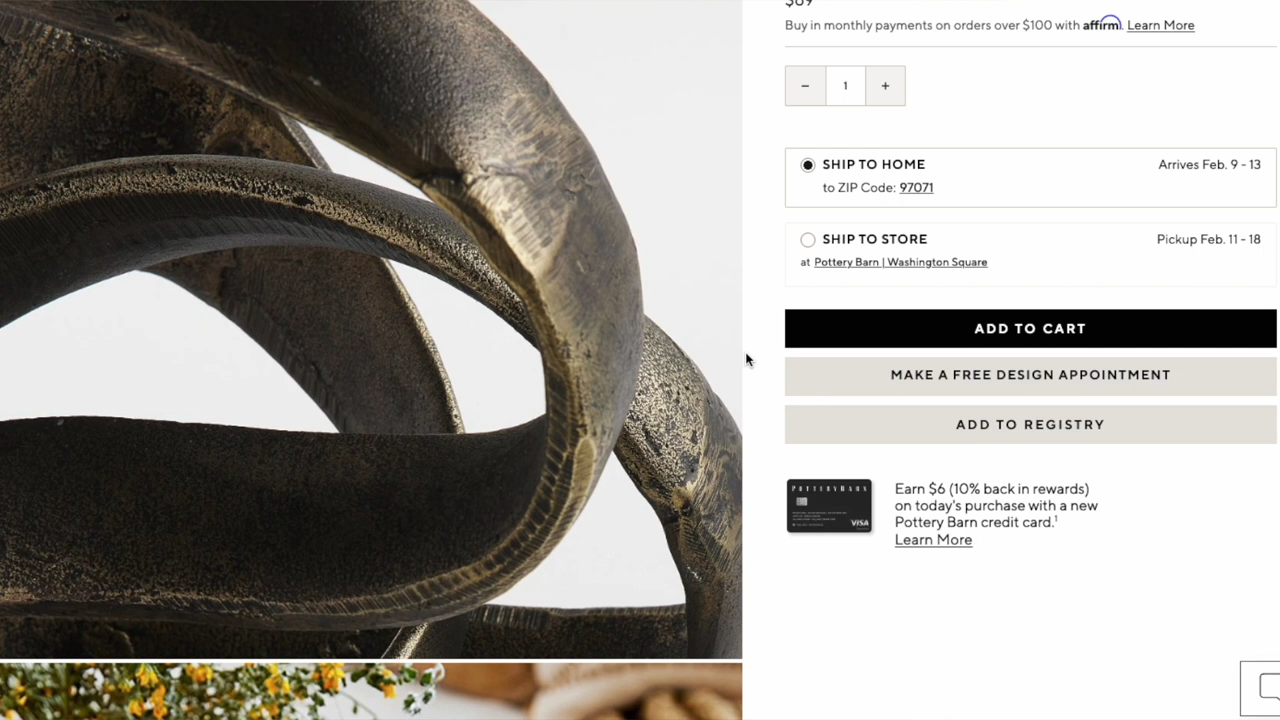 Buy in monthly payments on orders over $100 with affirm. Learn More
− 1 +
SHIP TO HOME Arrives Feb. 9 - 13
to ZIP Code: 97071
SHIP TO STORE Pickup Feb. 11 - 18
at Pottery Barn | Washington Square
ADD TO CART
MAKE A FREE DESIGN APPOINTMENT
ADD TO REGISTRY
POTTERY BARN
VISA
Earn $6 (10% back in rewards)
on today's purchase with a new
Pottery Barn credit card.¹
Learn More